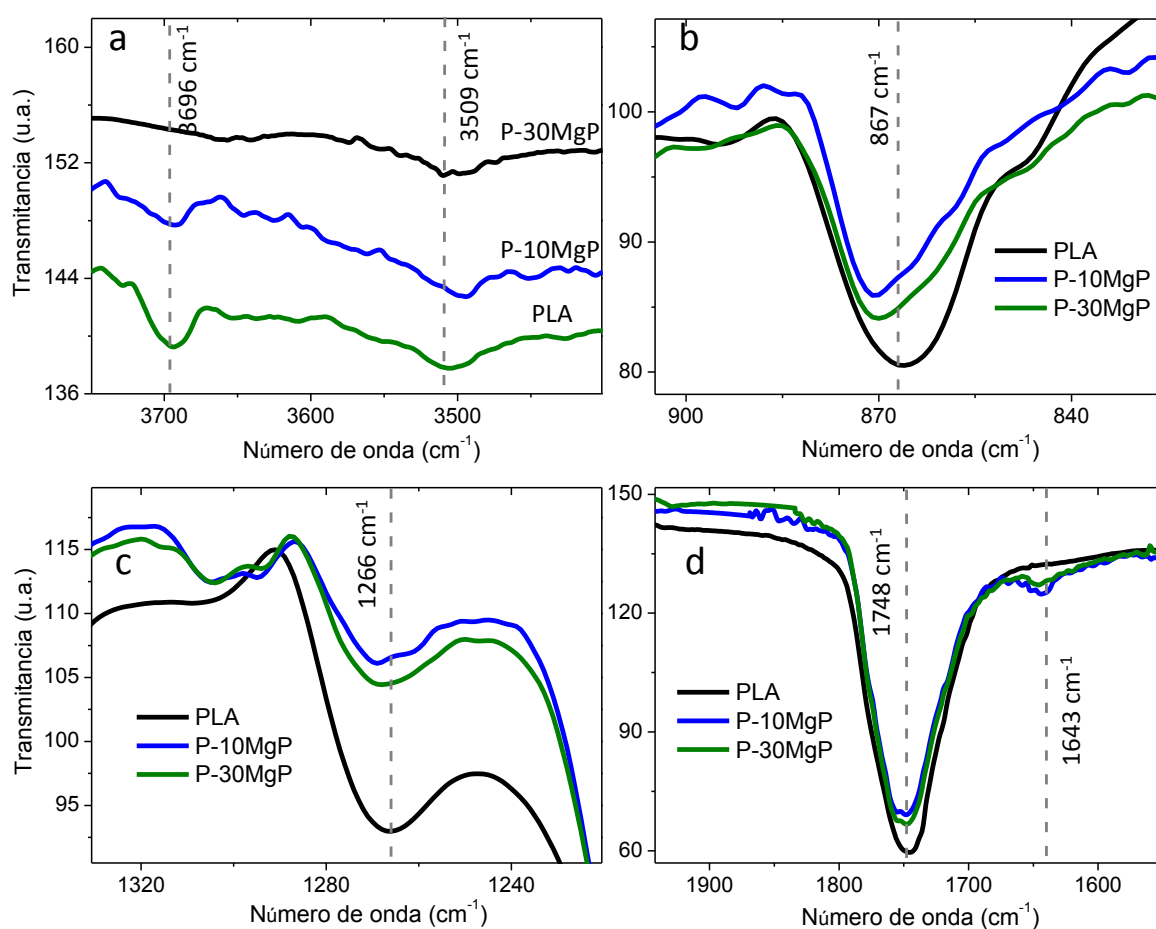 a
160
152
144
136
3696 cm-1
3509 cm-1
P-30MgP
P-10MgP
PLA
3700
3600
3500
Transmitancia (u.a.)
Número de onda (cm-1)
b
100
90
80
867 cm-1
PLA
P-10MgP
P-30MgP
900
870
840
Número de onda (cm-1)
c
115
110
105
100
95
1266 cm-1
PLA
P-10MgP
P-30MgP
1320
1280
1240
Transmitancia (u.a.)
Número de onda (cm-1)
d
150
120
90
60
1748 cm-1
1643 cm-1
PLA
P-10MgP
P-30MgP
1900
1800
1700
1600
Número de onda (cm-1)